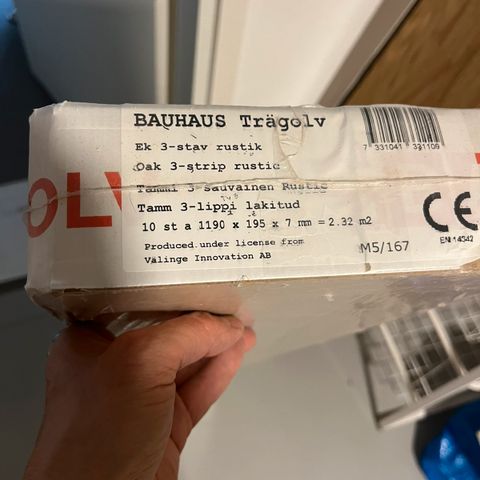 BAUHAUS Trägolv
Ek 3-stav rustik
Oak 3-strip rustic
Tammi 3-sauvainen Rustic
Tamm 3-lippi lakitud
10 st a 1190 x 195 x 7 mm = 2.32 m2
Produced under license from
Välinge Innovation AB
M5/167
7 331041 331106
CE
EN 14342
OLV